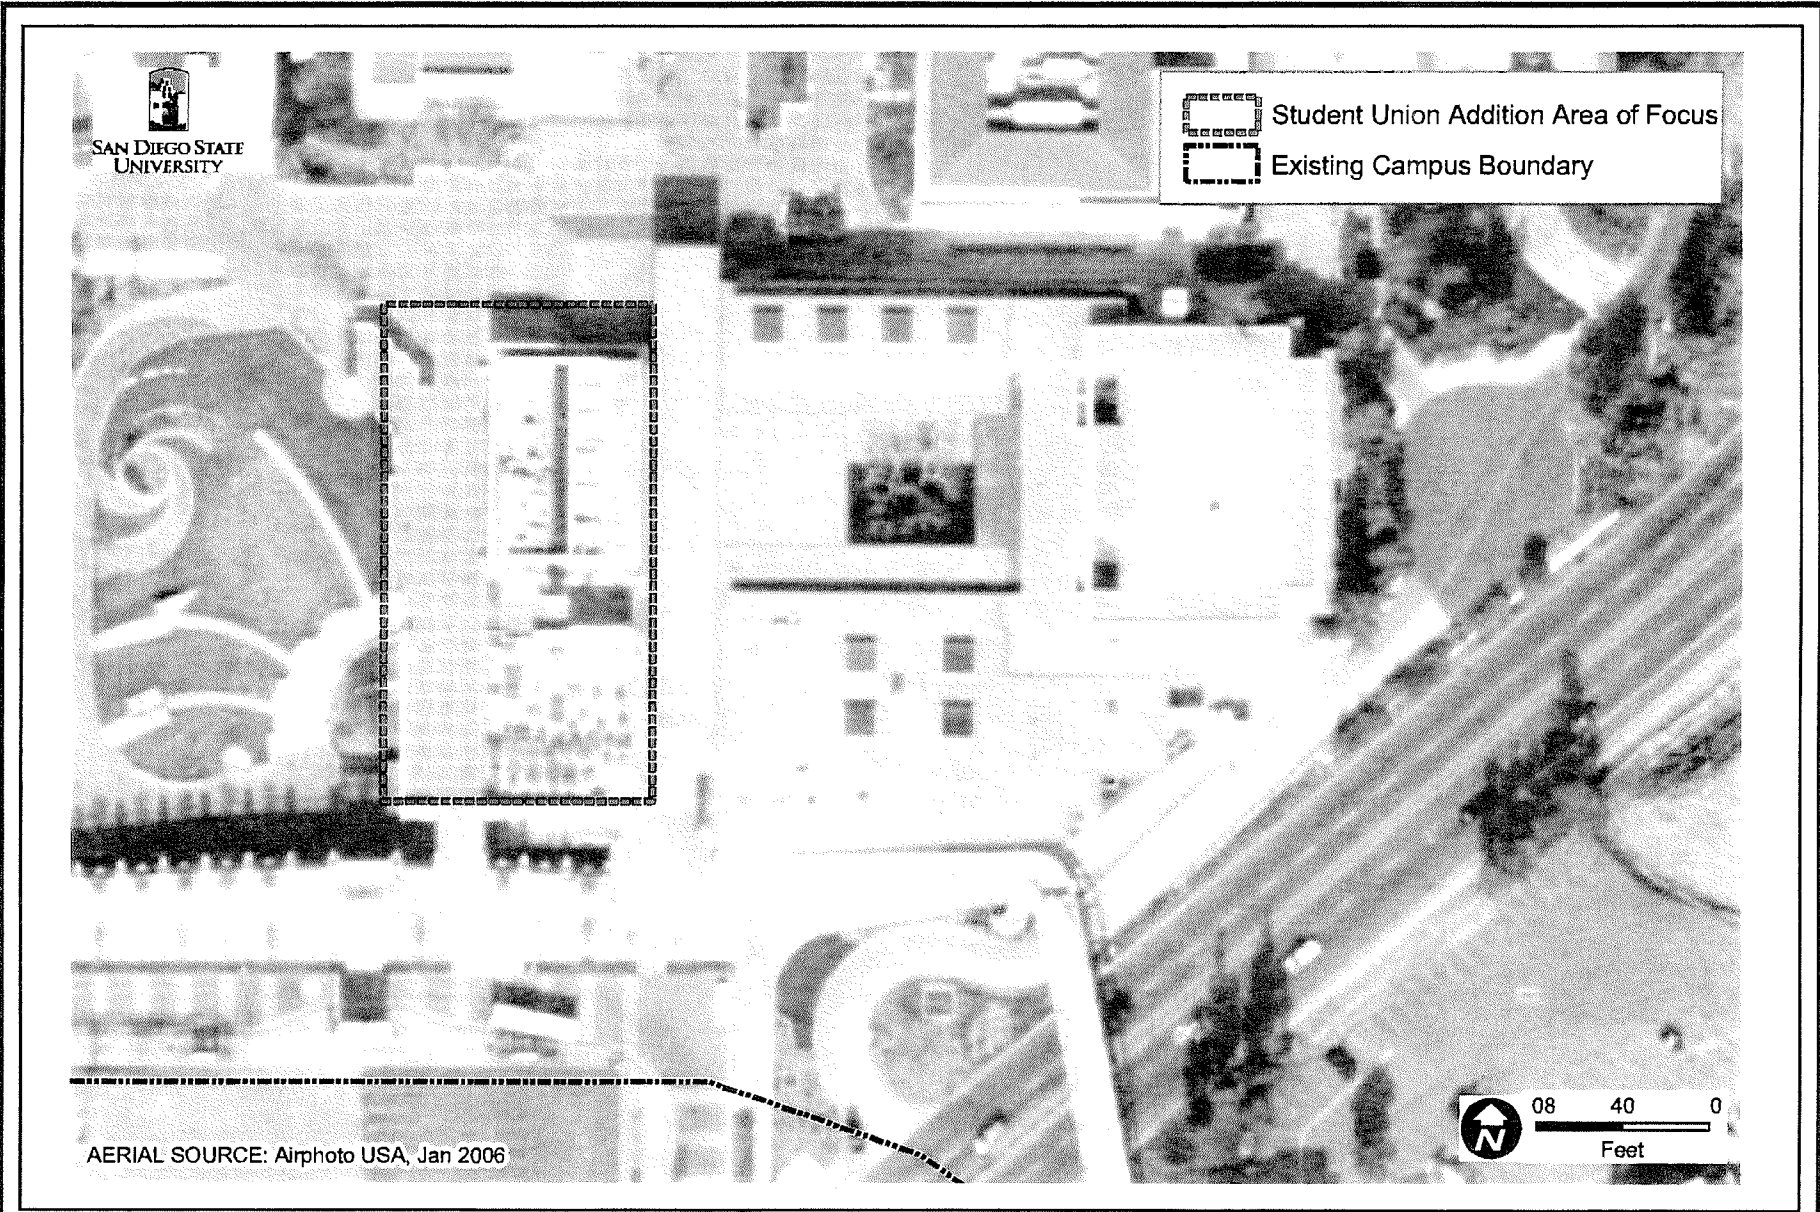 SAN DIEGO STATE
UNIVERSITY
Student Union Addition Area of Focus
Existing Campus Boundary
AERIAL SOURCE: Airphoto USA, Jan 2006
N
08 40 0
Feet